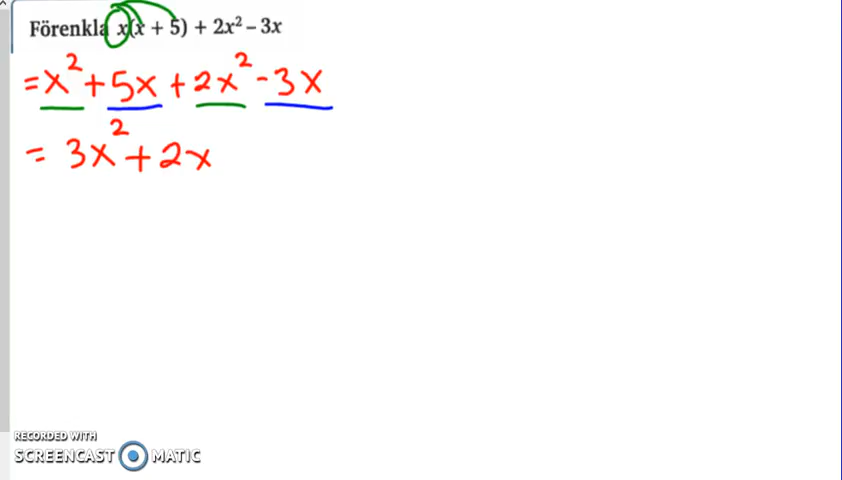 Förenkla x(x + 5) + 2x² – 3x
= x² + 5x + 2x² - 3x
= 3x² + 2x
RECORDED WITH
SCREENCAST MATIC